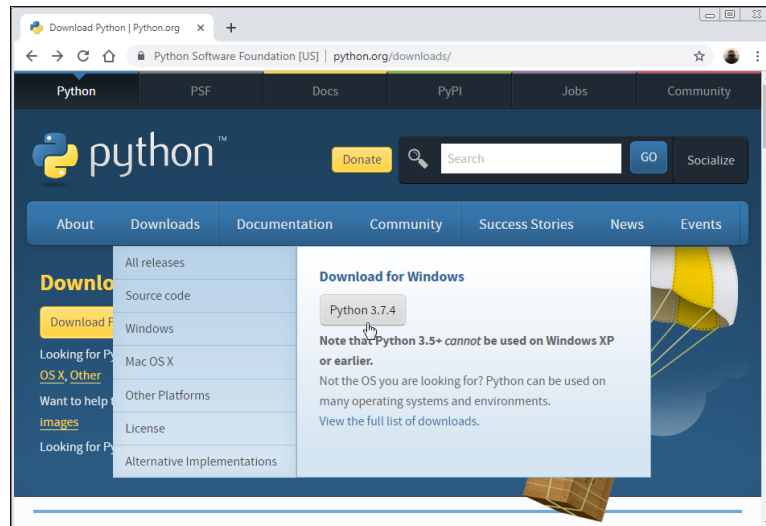 Download Python | Python.org
Python Software Foundation [US] | python.org/downloads/
Python PSF Docs PyPI Jobs Community
python™
Donate Search GO Socialize
About Downloads Documentation Community Success Stories News Events
All releases
Source code
Windows
Mac OS X
Other Platforms
License
Alternative Implementations
Download for Windows
Python 3.7.4
Note that Python 3.5+ cannot be used on Windows XP
or earlier.
Not the OS you are looking for? Python can be used on
many operating systems and environments.
View the full list of downloads.
Downlo
Download
Looking for Py
OS X, Other
Want to help t
images
Looking for Py